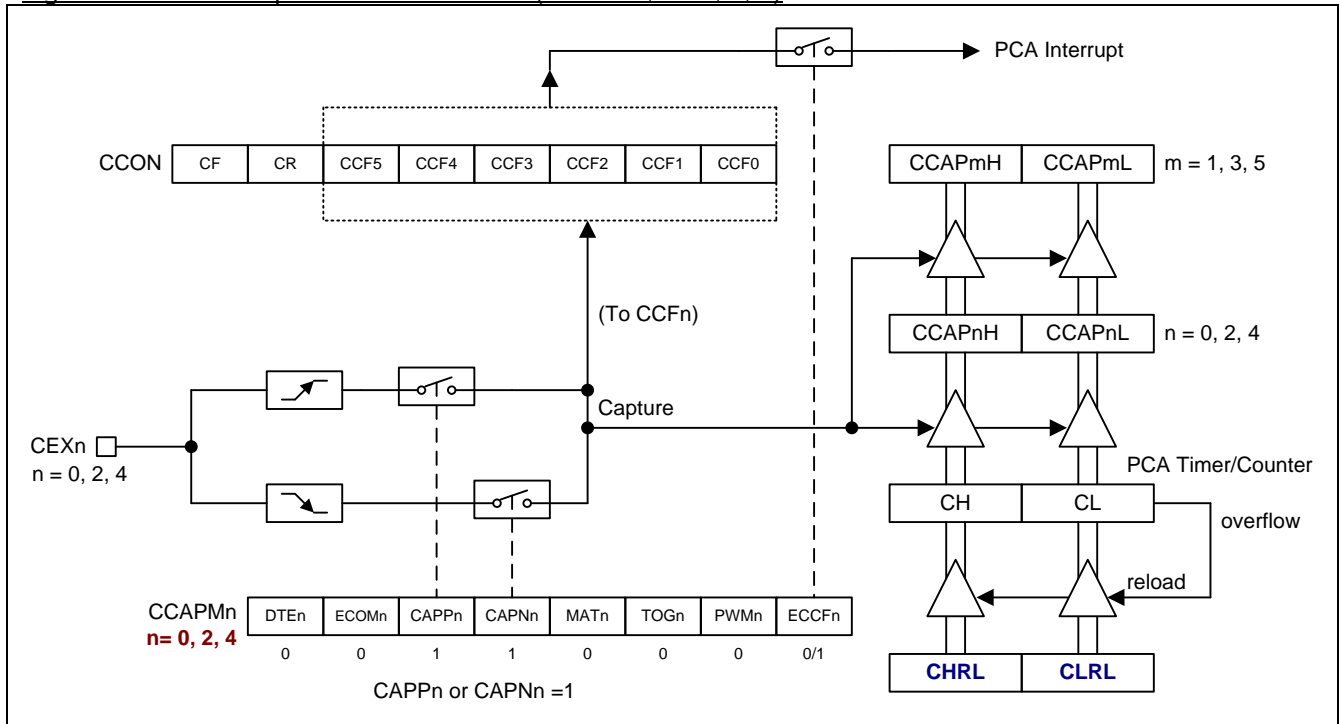 PCA Interrupt
CCON CF CR CCF5 CCF4 CCF3 CCF2 CCF1 CCF0
CCAPmH CCAPmL m = 1, 3, 5
(To CCFn)
CCAPnH CCAPnL n = 0, 2, 4
Capture
CEXn
n = 0, 2, 4
PCA Timer/Counter
CH CL
overflow
reload
CCAPMn DTEn ECOMn CAPPn CAPNn MATn TOGn PWMn ECCFn
n= 0, 2, 4
0 0 1 1 0 0 0 0/1
CHRL CLRL
CAPPn or CAPNn =1